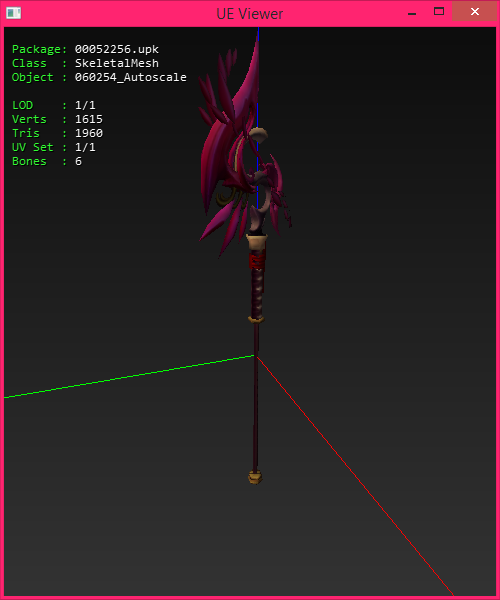 UE Viewer
Package: 00052256.upk
Class  : SkeletalMesh
Object : 060254_Autoscale
LOD    : 1/1
Verts  : 1615
Tris   : 1960
UV Set : 1/1
Bones  : 6